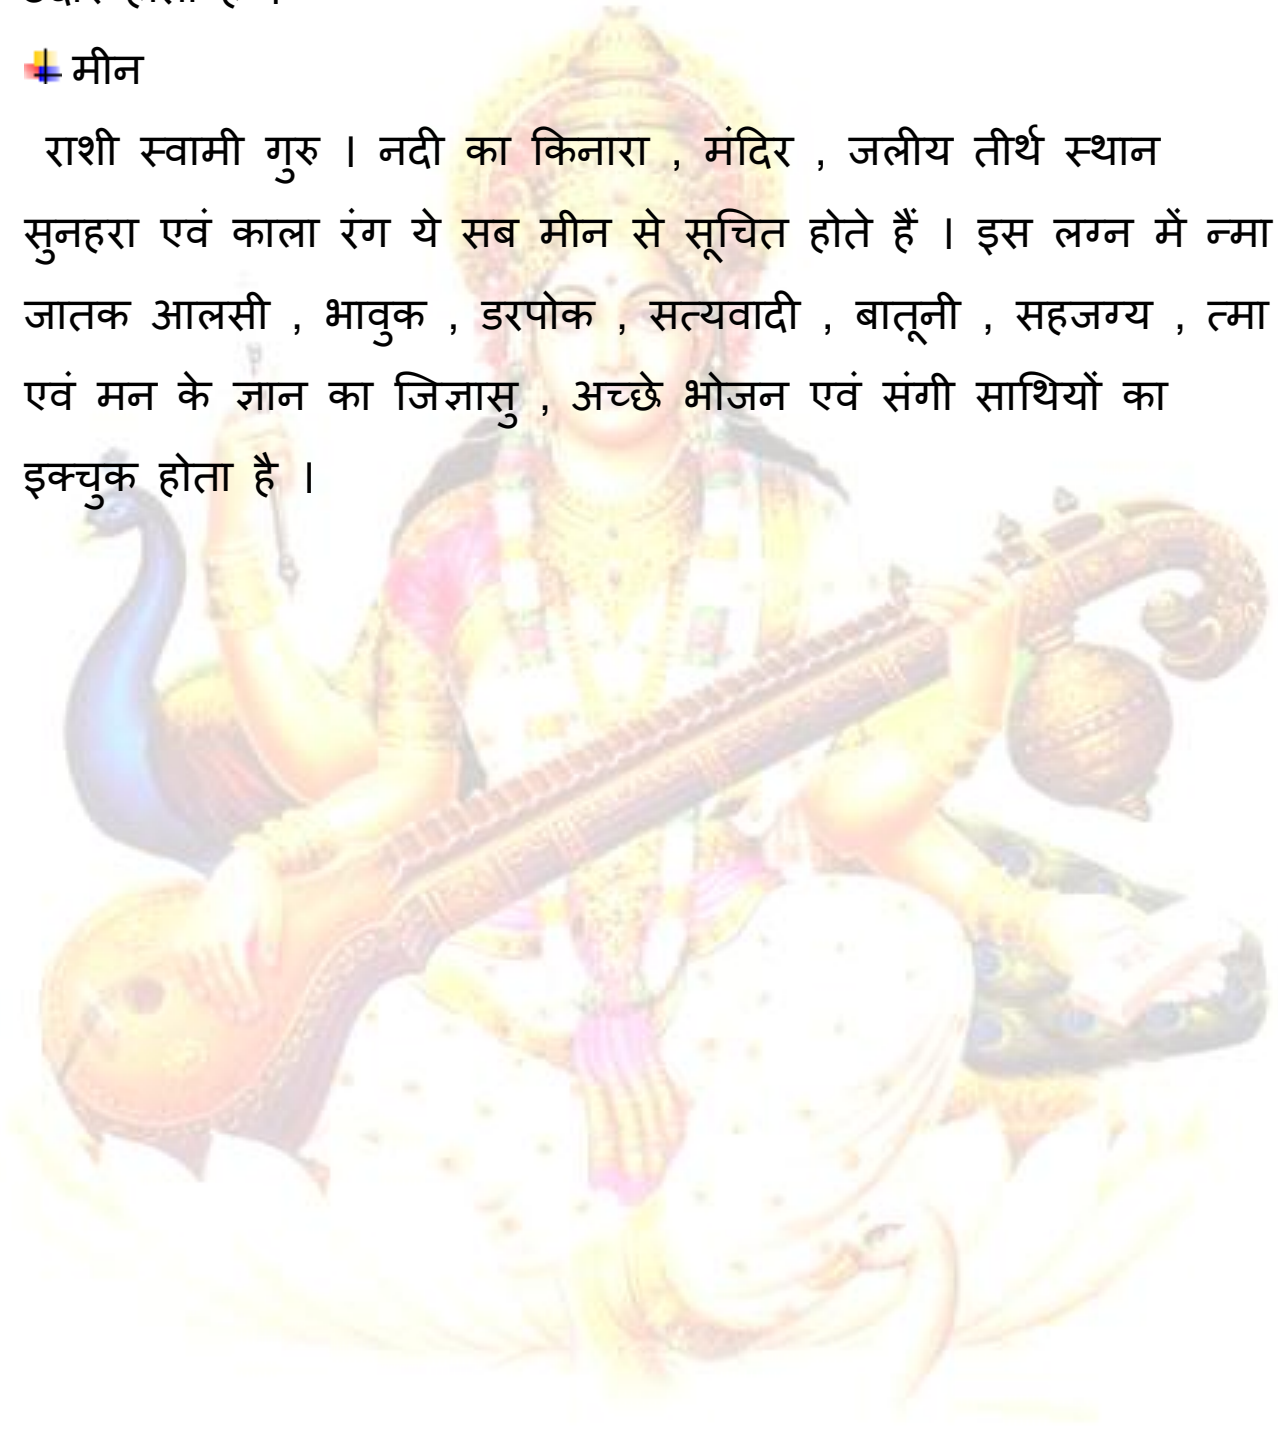 मीन
राशी स्वामी गुरु । नदी का किनारा , मंदिर , जलीय तीर्थ स्थान
सुनहरा एवं काला रंग ये सब मीन से सूचित होते हैं । इस लग्न में न्मा
जातक आलसी , भावुक , डरपोक , सत्यवादी , बातूनी , सहजग्य , त्मा
एवं मन के ज्ञान का जिज्ञासु , अच्छे भोजन एवं संगी साथियों का
इक्चुक होता है ।